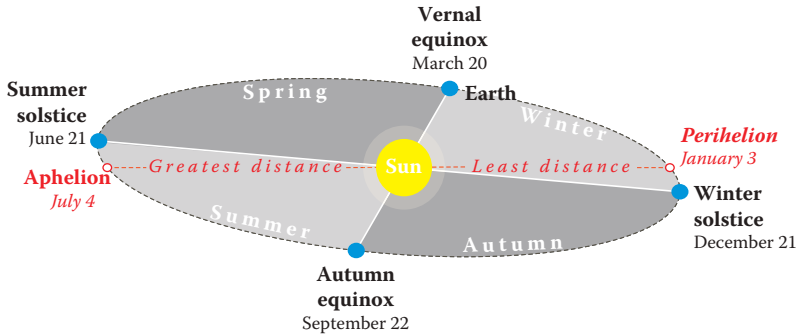 Vernal
equinox
March 20
Summer
solstice
June 21
Spring
Earth
Winter
Perihelion
January 3
Aphelion
July 4
Greatest distance
Sun
Least distance
Winter
solstice
December 21
Summer
Autumn
Autumn
equinox
September 22